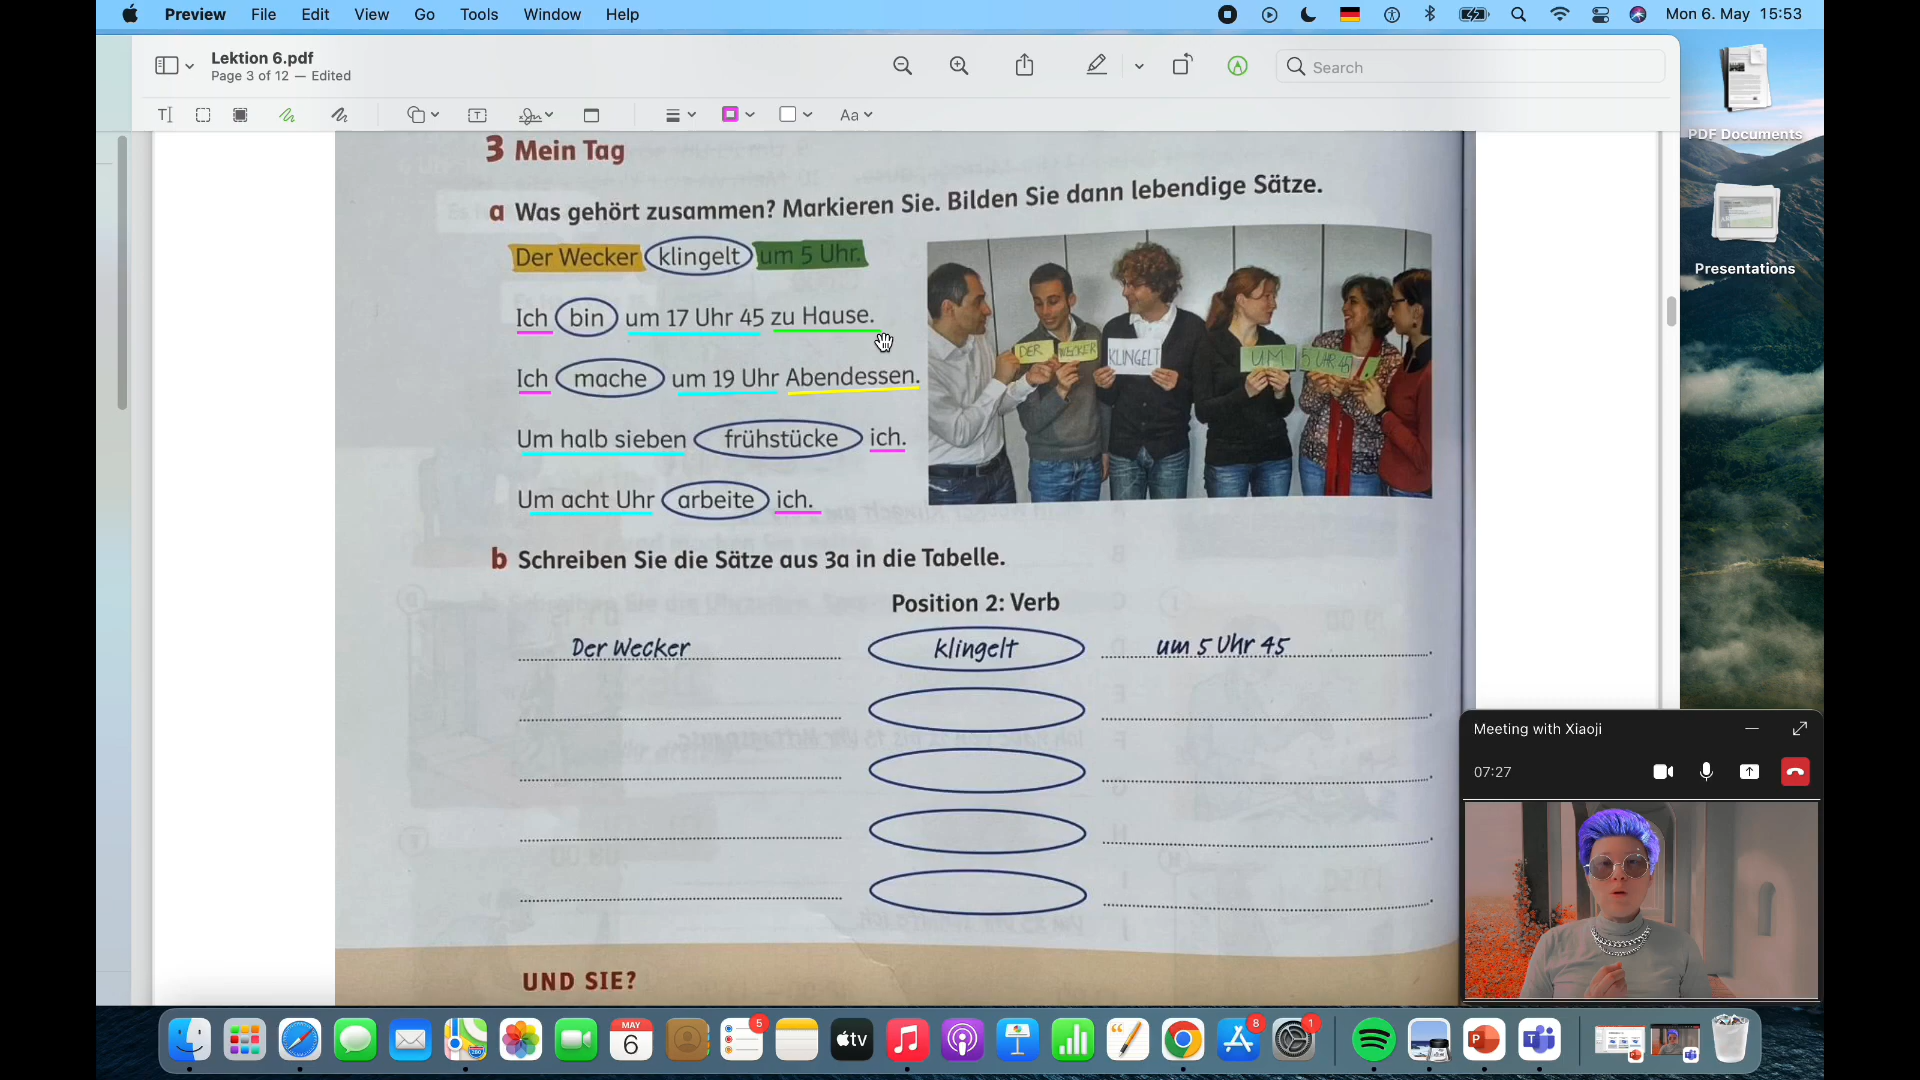 Preview File Edit View Go Tools Window Help Mon 6. May 15:53
Lektion 6.pdf
Page 3 of 12 — Edited
Search
Aa
PDF Documents
Presentations
3 Mein Tag
a Was gehört zusammen? Markieren Sie. Bilden Sie dann lebendige Sätze.
Der Wecker klingelt um 5 Uhr.
Ich bin um 17 Uhr 45 zu Hause.
Ich mache um 19 Uhr Abendessen.
Um halb sieben frühstücke ich.
Um acht Uhr arbeite ich.
DER WECKER KLINGELT UM 5 UHR 45
b Schreiben Sie die Sätze aus 3a in die Tabelle.
Position 2: Verb
Der Wecker klingelt um 5 Uhr 45.
UND SIE?
Meeting with Xiaoji
07:27
MAY
6
5
tv
8
1